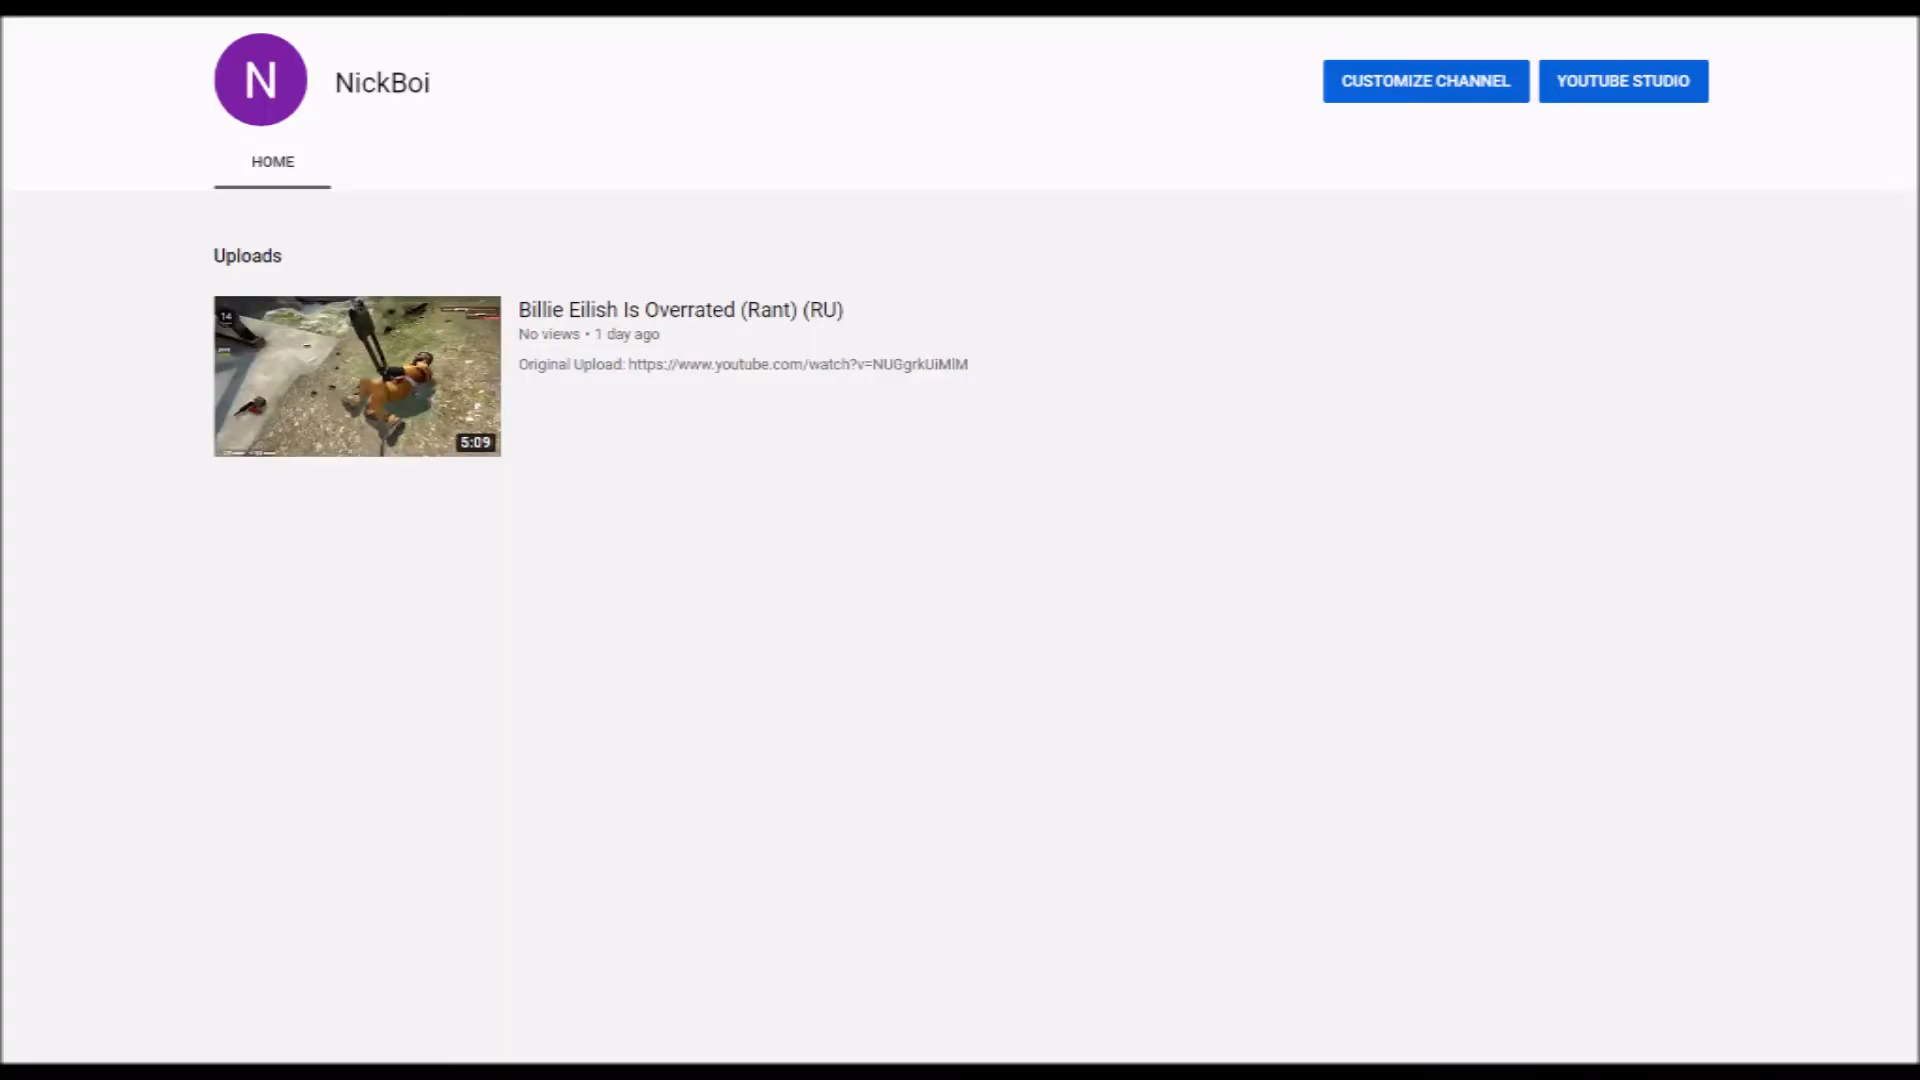 N
NickBoi
CUSTOMIZE CHANNEL
YOUTUBE STUDIO
HOME
Uploads
14
5:09
Billie Eilish Is Overrated (Rant) (RU)
No views • 1 day ago
Original Upload: https://www.youtube.com/watch?v=NUGgrkUiMlM